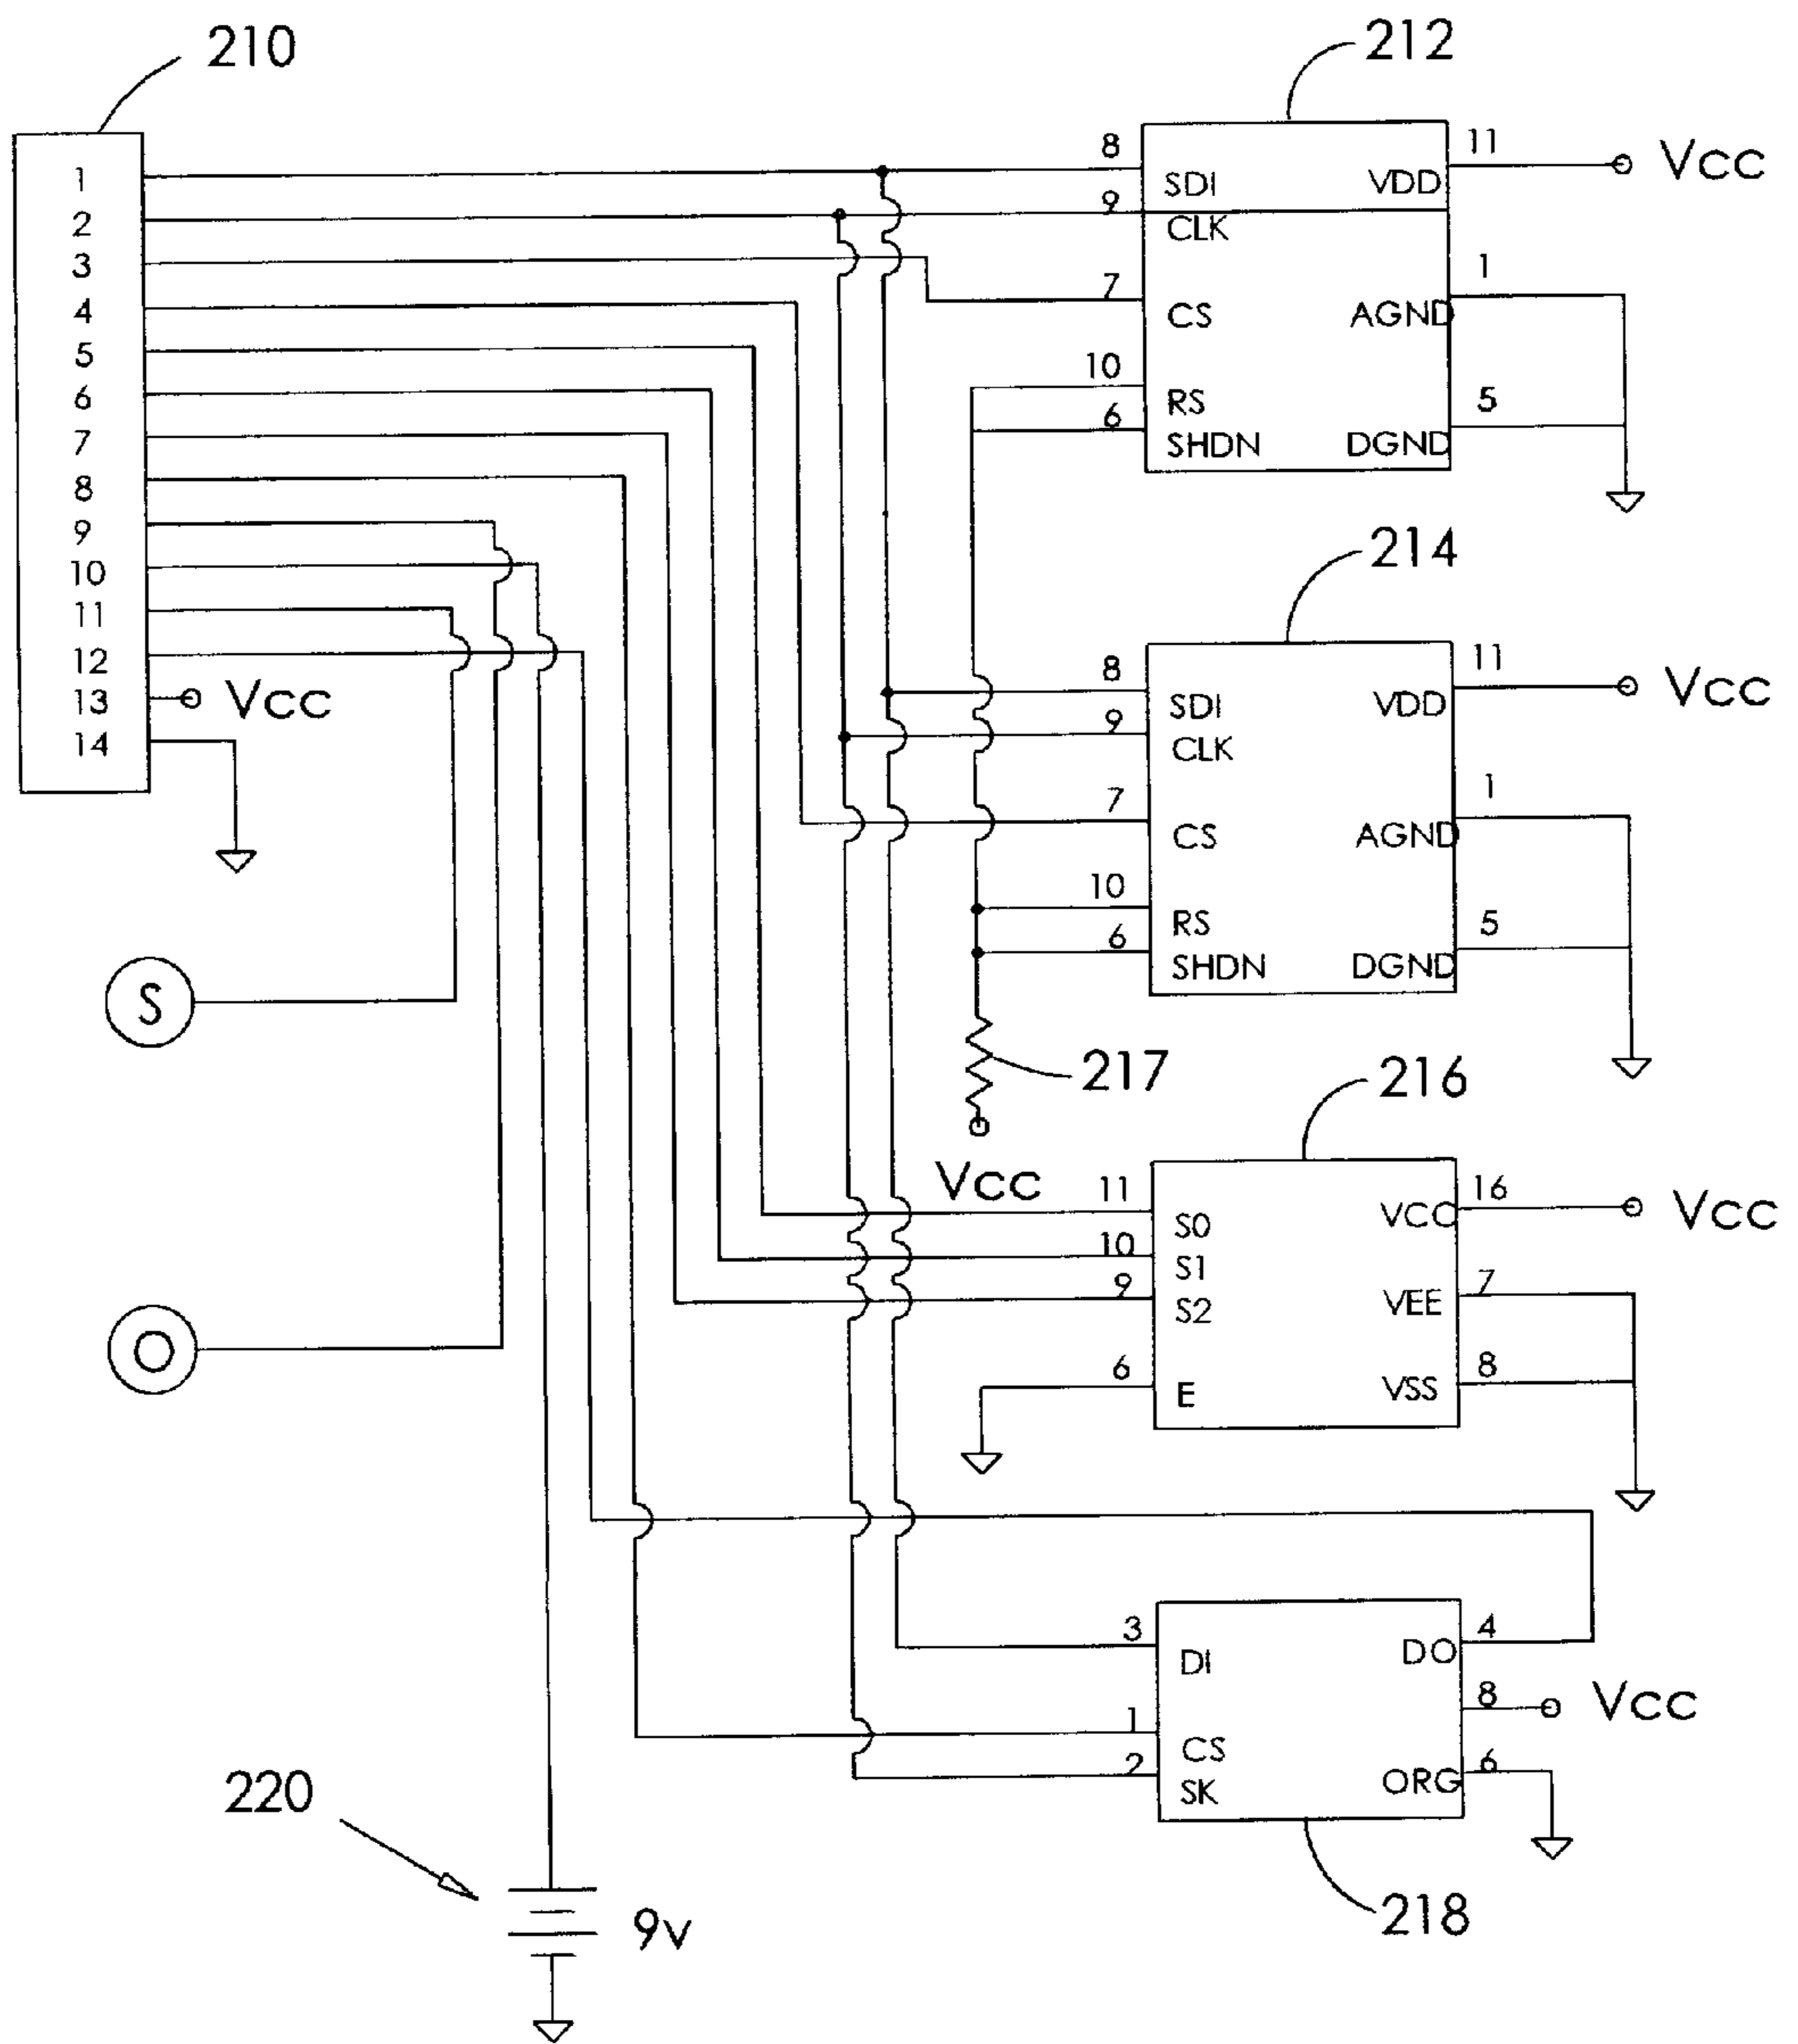 210
1
2
3
4
5
6
7
8
9
10
11
12
13 Vcc
14
S
O
220
9v
212
8 SDI VDD 11 Vcc
9 CLK
7 CS AGND 1
10 RS
6 SHDN DGND 5
214
8 SDI VDD 11 Vcc
9 CLK
7 CS AGND 1
10 RS
6 SHDN DGND 5
217
Vcc
216
11 S0 VCC 16 Vcc
10 S1
9 S2 VEE 7
6 E VSS 8
3 DI DO 4
8 Vcc
1 CS
2 SK ORG 6
218